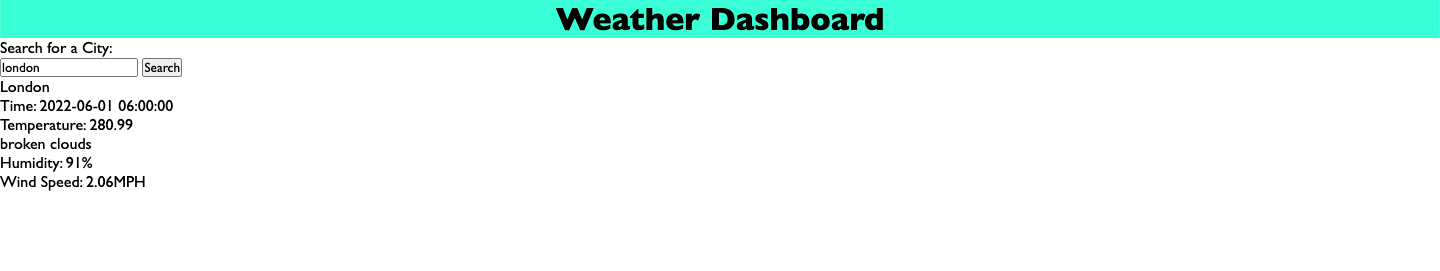 Weather Dashboard
Search for a City:
london Search
London
Time: 2022-06-01 06:00:00
Temperature: 280.99
broken clouds
Humidity: 91%
Wind Speed: 2.06MPH